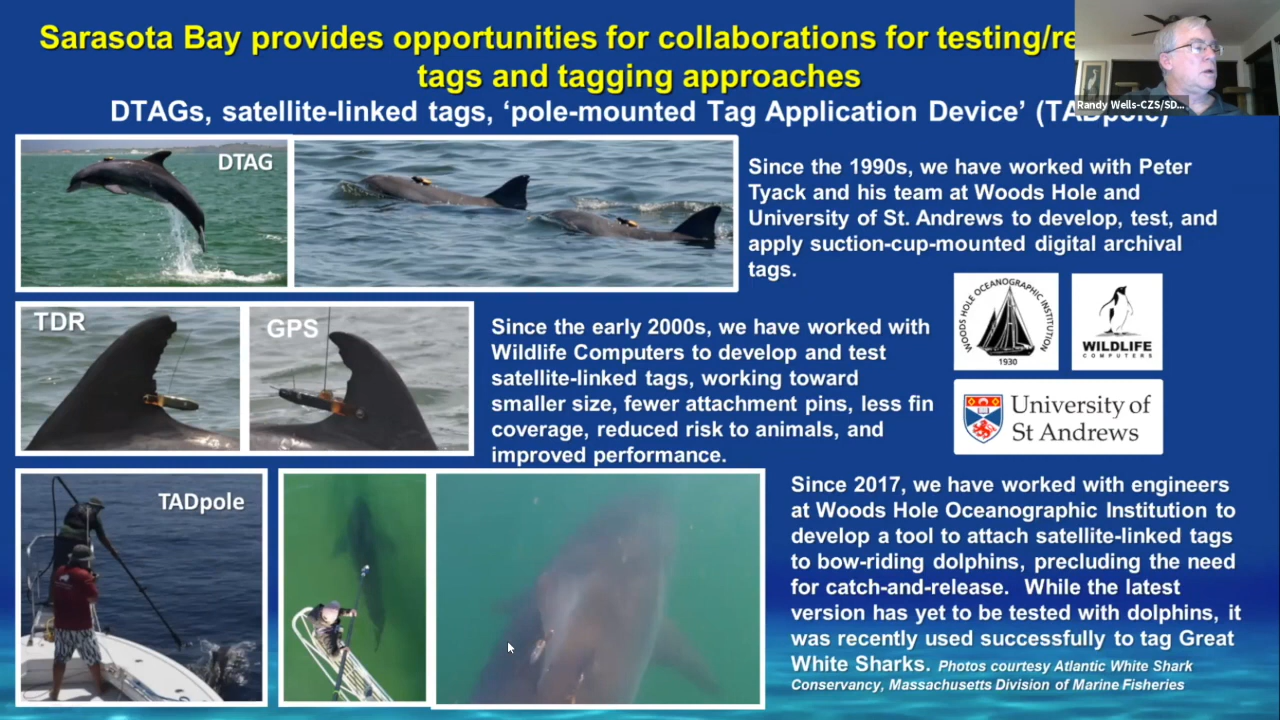 Sarasota Bay provides opportunities for collaborations for testing/re
tags and tagging approaches
DTAGs, satellite-linked tags, ‘pole-mounted Tag Application Device’ (TADpole)
Randy Wells-CZS/SD...
DTAG
Since the 1990s, we have worked with Peter
Tyack and his team at Woods Hole and
University of St. Andrews to develop, test, and
apply suction-cup-mounted digital archival
tags.
WOODS HOLE OCEANOGRAPHIC INSTITUTION
1930
WILDLIFE
COMPUTERS
TDR
GPS
Since the early 2000s, we have worked with
Wildlife Computers to develop and test
satellite-linked tags, working toward
smaller size, fewer attachment pins, less fin
coverage, reduced risk to animals, and
improved performance.
University of
St Andrews
TADpole
Since 2017, we have worked with engineers
at Woods Hole Oceanographic Institution to
develop a tool to attach satellite-linked tags
to bow-riding dolphins, precluding the need
for catch-and-release. While the latest
version has yet to be tested with dolphins, it
was recently used successfully to tag Great
White Sharks. Photos courtesy Atlantic White Shark
Conservancy, Massachusetts Division of Marine Fisheries